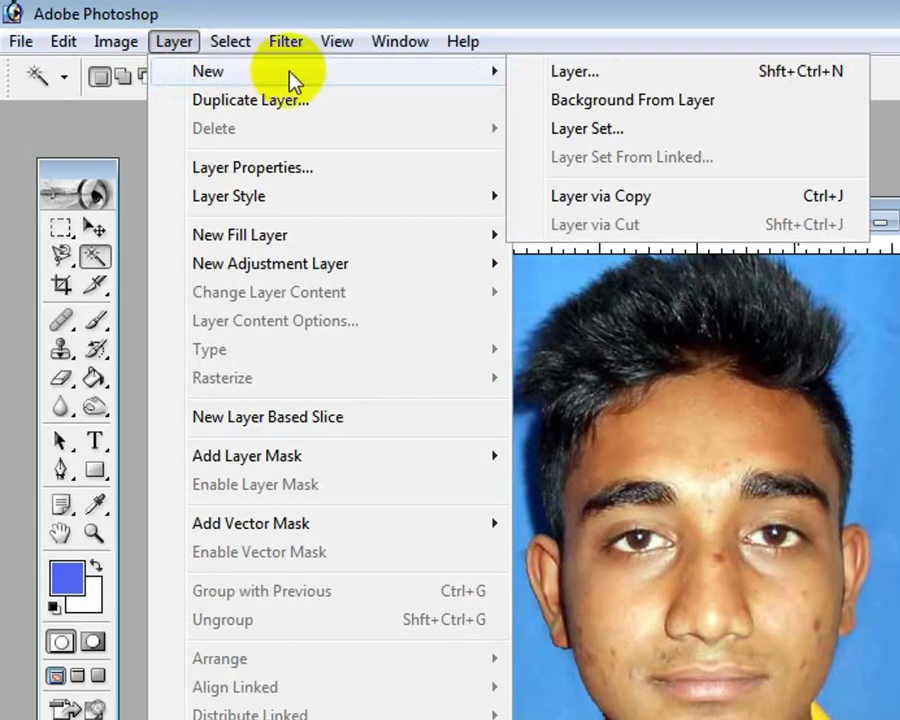 Adobe Photoshop
File Edit Image Layer Select Filter View Window Help
New
Duplicate Layer...
Delete
Layer Properties...
Layer Style
New Fill Layer
New Adjustment Layer
Change Layer Content
Layer Content Options...
Type
Rasterize
New Layer Based Slice
Add Layer Mask
Enable Layer Mask
Add Vector Mask
Enable Vector Mask
Group with Previous Ctrl+G
Ungroup Shft+Ctrl+G
Arrange
Align Linked
Distribute Linked
Layer... Shft+Ctrl+N
Background From Layer
Layer Set...
Layer Set From Linked...
Layer via Copy Ctrl+J
Layer via Cut Shft+Ctrl+J